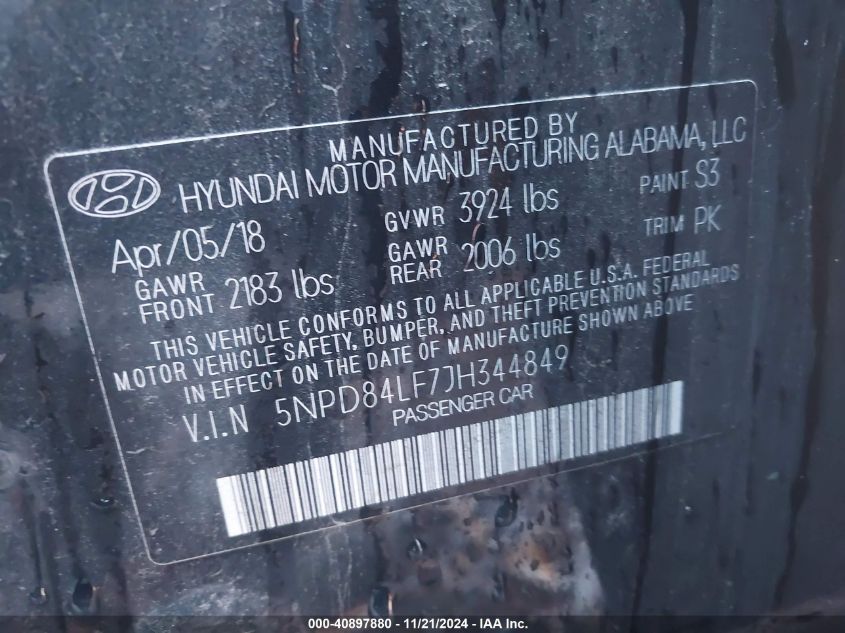 MANUFACTURED BY
HYUNDAI MOTOR MANUFACTURING ALABAMA, LLC
Apr/05/18 GVWR 3924 lbs PAINT S3
GAWR FRONT 2183 lbs GAWR REAR 2006 lbs TRIM PK
THIS VEHICLE CONFORMS TO ALL APPLICABLE U.S.A. FEDERAL
MOTOR VEHICLE SAFETY, BUMPER, AND THEFT PREVENTION STANDARDS
IN EFFECT ON THE DATE OF MANUFACTURE SHOWN ABOVE
V.I.N 5NPD84LF7JH344849
PASSENGER CAR
000-40897880 - 11/21/2024 - IAA Inc.